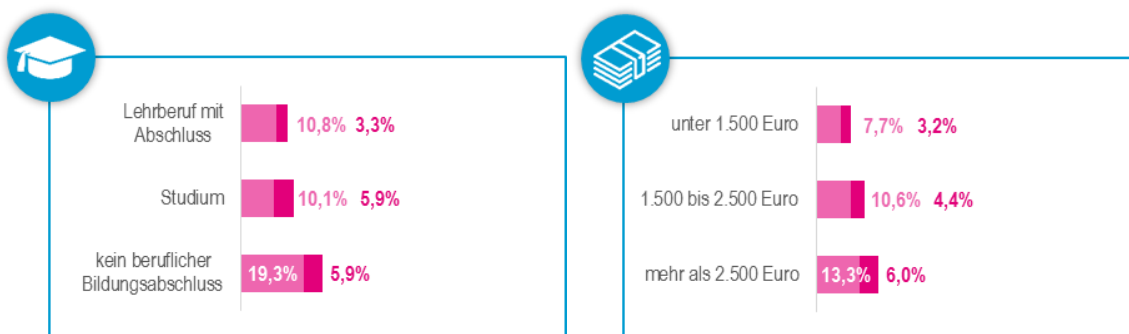 Lehrberuf mit
Abschluss
10,8% 3,3%
Studium
10,1% 5,9%
kein beruflicher
Bildungsabschluss
19,3% 5,9%
unter 1.500 Euro
7,7% 3,2%
1.500 bis 2.500 Euro
10,6% 4,4%
mehr als 2.500 Euro
13,3% 6,0%